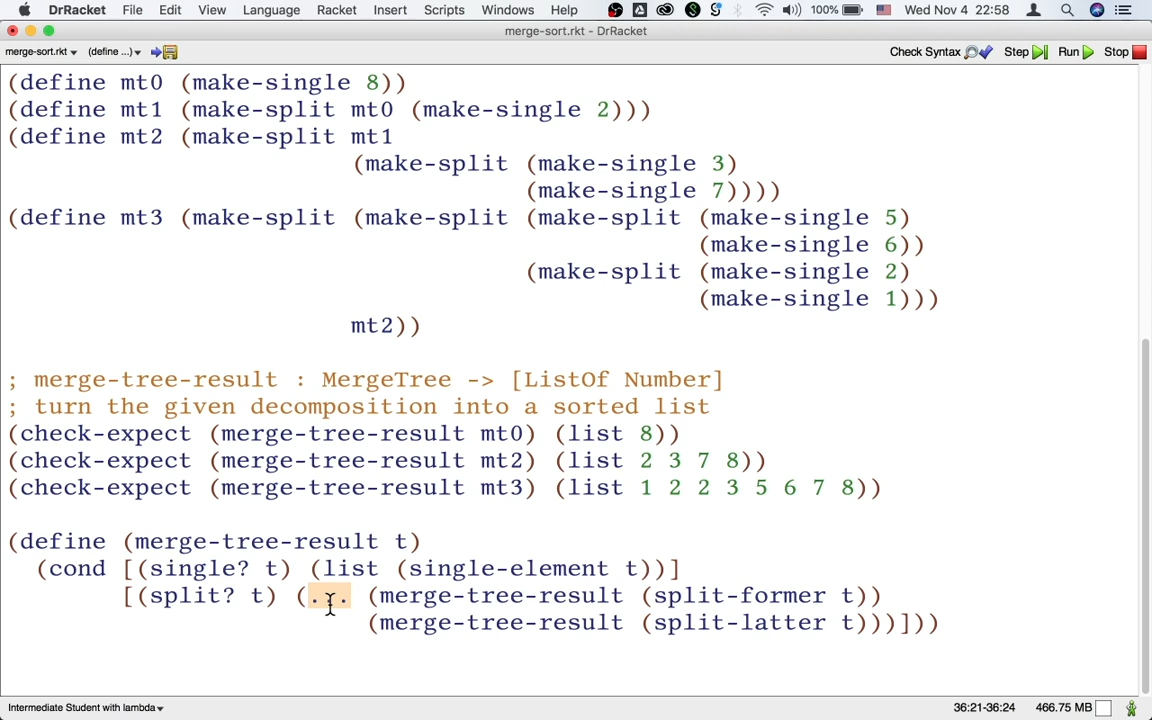 DrRacket File Edit View Language Racket Insert Scripts Windows Help 100% Wed Nov 4 22:58
merge-sort.rkt - DrRacket
merge-sort.rkt (define ...) Check Syntax Step Run Stop
(define mt0 (make-single 8))
(define mt1 (make-split mt0 (make-single 2)))
(define mt2 (make-split mt1
(make-split (make-single 3)
(make-single 7))))
(define mt3 (make-split (make-split (make-split (make-single 5)
(make-single 6))
(make-split (make-single 2)
(make-single 1)))
mt2))
; merge-tree-result : MergeTree -> [ListOf Number]
; turn the given decomposition into a sorted list
(check-expect (merge-tree-result mt0) (list 8))
(check-expect (merge-tree-result mt2) (list 2 3 7 8))
(check-expect (merge-tree-result mt3) (list 1 2 2 3 5 6 7 8))
(define (merge-tree-result t)
(cond [(single? t) (list (single-element t))]
[(split? t) (... (merge-tree-result (split-former t))
(merge-tree-result (split-latter t)))]))
Intermediate Student with lambda 36:21-36:24 466.75 MB